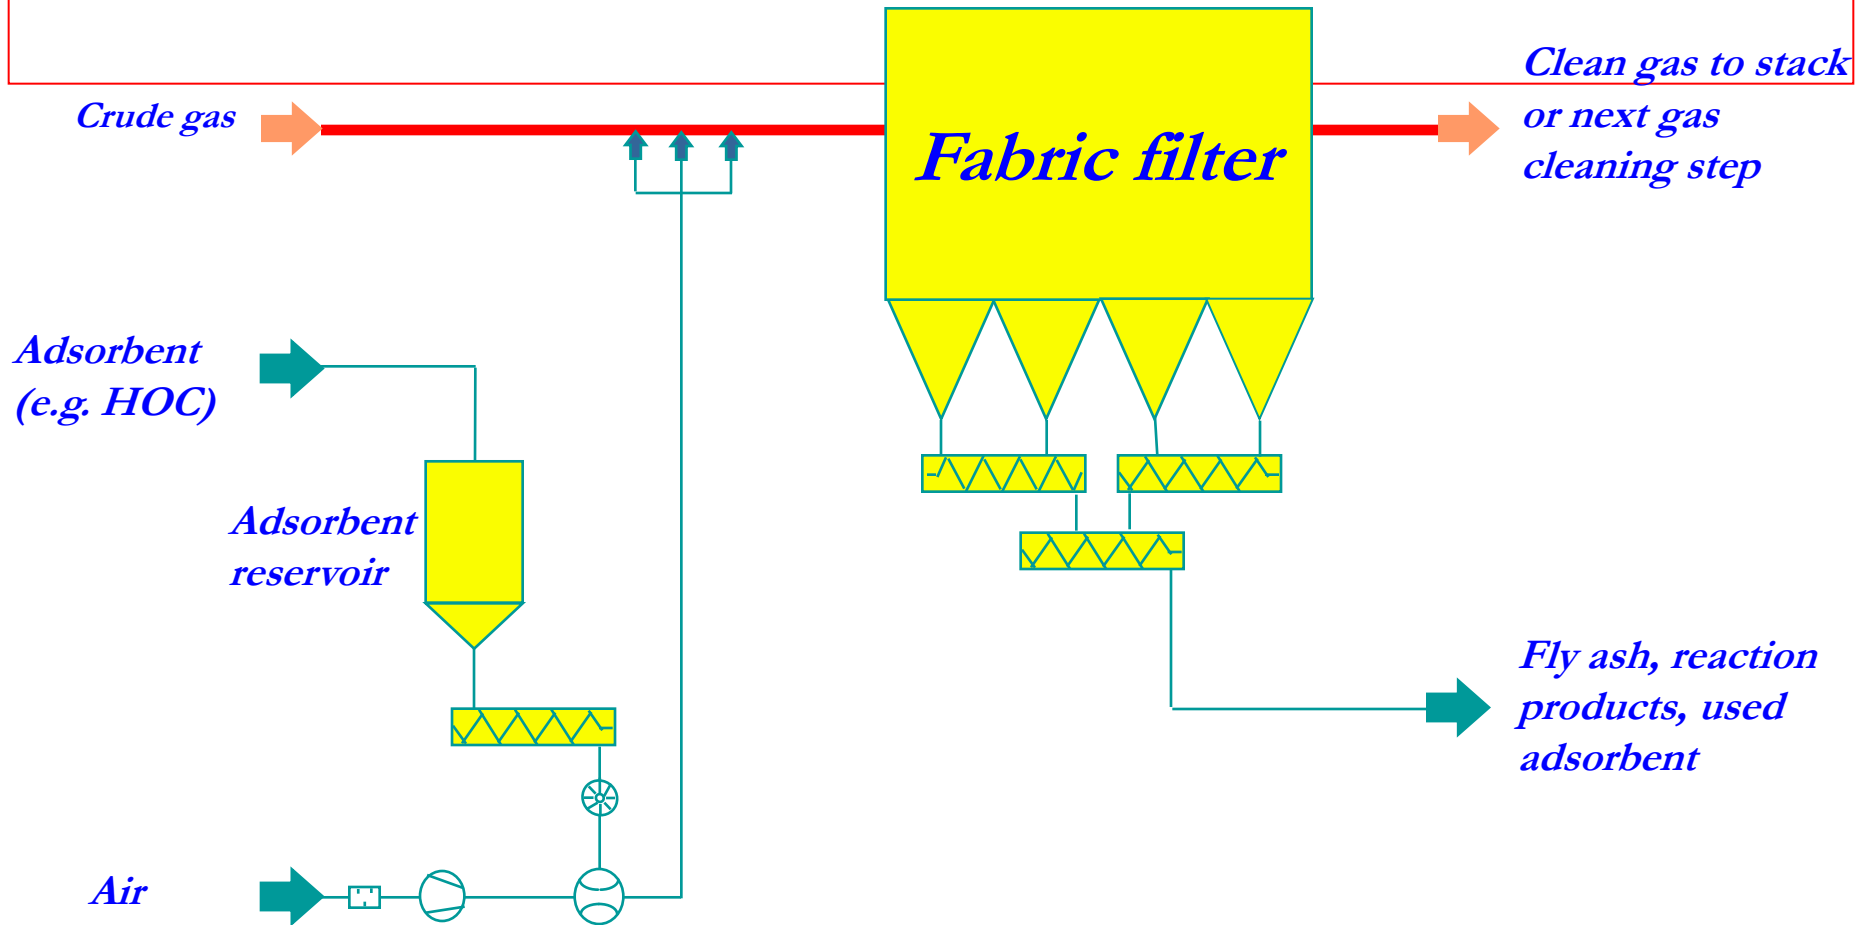 Crude gas
Fabric filter
Clean gas to stack
or next gas
cleaning step
Adsorbent
(e.g. HOC)
Adsorbent
reservoir
Fly ash, reaction
products, used
adsorbent
Air